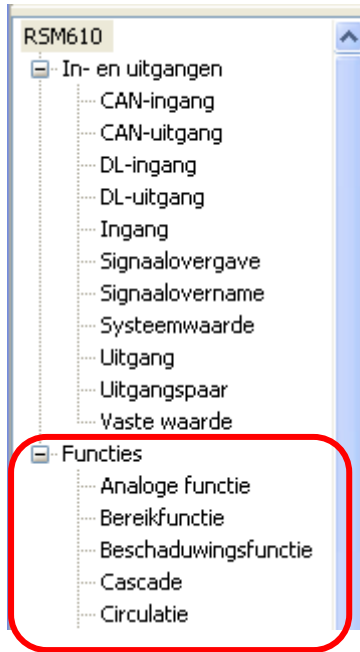 RSM610
In- en uitgangen
CAN-ingang
CAN-uitgang
DL-ingang
DL-uitgang
Ingang
Signaalovergave
Signaalovername
Systeemwaarde
Uitgang
Uitgangspaar
Vaste waarde
Functies
Analoge functie
Bereikfunctie
Beschaduwingsfunctie
Cascade
Circulatie